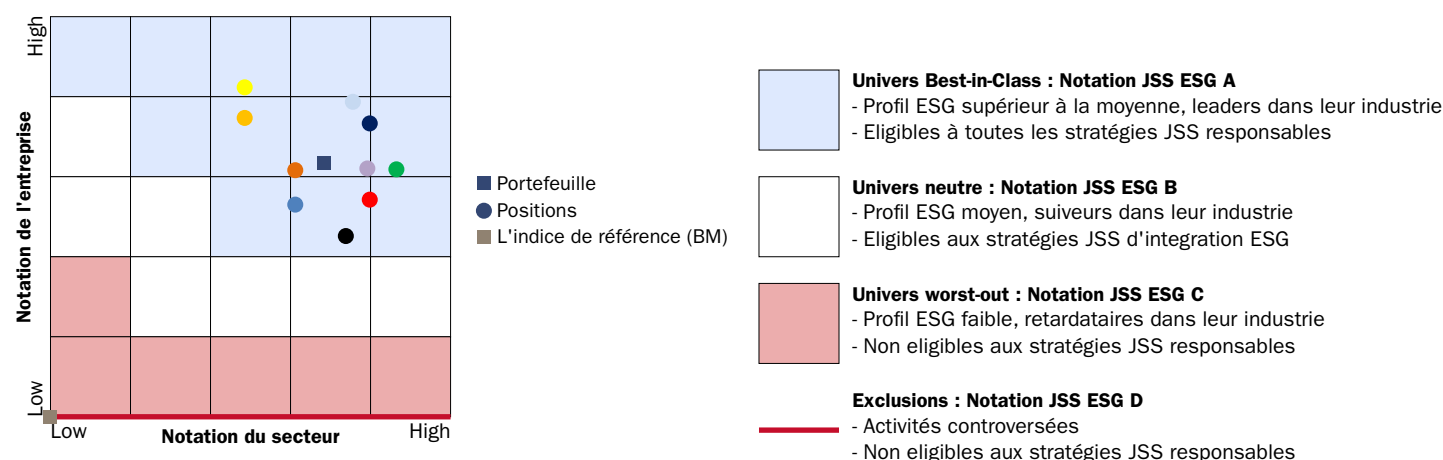 High
Notation de l'entreprise
Low
Low
Notation du secteur
High
Portefeuille
Positions
L'indice de référence (BM)
Univers Best-in-Class : Notation JSS ESG A
- Profil ESG supérieur à la moyenne, leaders dans leur industrie
- Eligibles à toutes les stratégies JSS responsables
Univers neutre : Notation JSS ESG B
- Profil ESG moyen, suiveurs dans leur industrie
- Eligibles aux stratégies JSS d'integration ESG
Univers worst-out : Notation JSS ESG C
- Profil ESG faible, retardataires dans leur industrie
- Non eligibles aux stratégies JSS responsables
Exclusions : Notation JSS ESG D
- Activités controversées
- Non eligibles aux stratégies JSS responsables